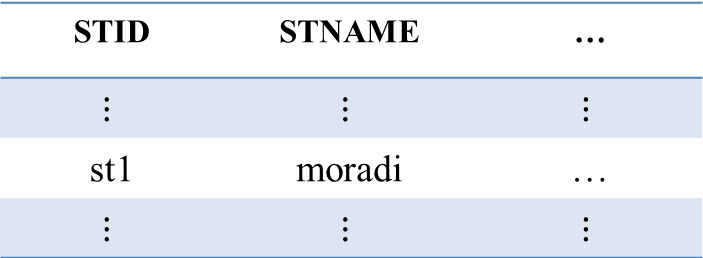 STID STNAME ...
⋮ ⋮ ⋮
st1 moradi …
⋮ ⋮ ⋮